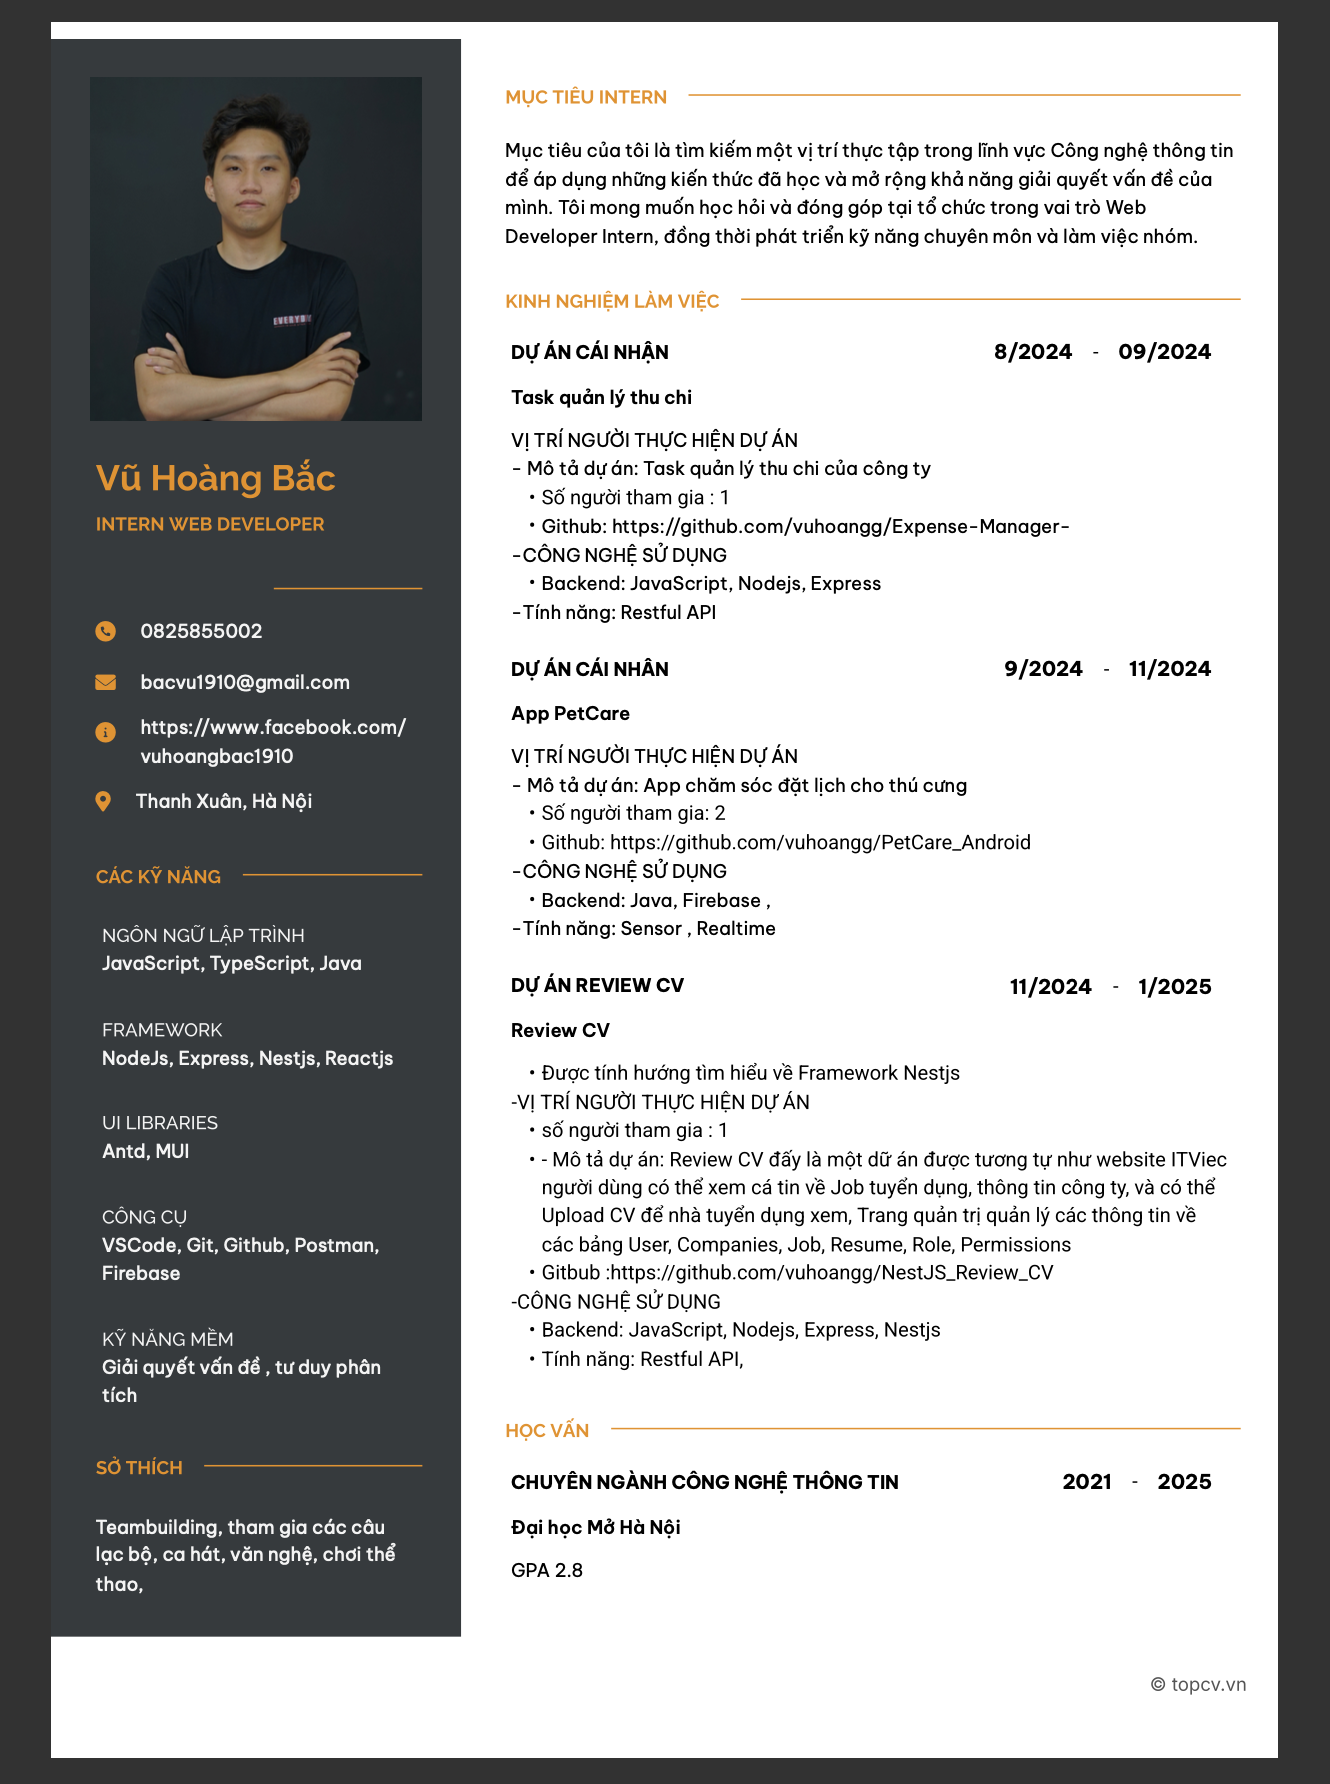 EVERYDAY
Vũ Hoàng Bắc
INTERN WEB DEVELOPER
0825855002
bacvu1910@gmail.com
https://www.facebook.com/
vuhoangbac1910
Thanh Xuân, Hà Nội
CÁC KỸ NĂNG
NGÔN NGỮ LẬP TRÌNH
JavaScript, TypeScript, Java
FRAMEWORK
NodeJs, Express, Nestjs, Reactjs
UI LIBRARIES
Antd, MUI
CÔNG CỤ
VSCode, Git, Github, Postman,
Firebase
KỸ NĂNG MỀM
Giải quyết vấn đề , tư duy phân
tích
SỞ THÍCH
Teambuilding, tham gia các câu
lạc bộ, ca hát, văn nghệ, chơi thể
thao,
MỤC TIÊU INTERN
Mục tiêu của tôi là tìm kiếm một vị trí thực tập trong lĩnh vực Công nghệ thông tin
để áp dụng những kiến thức đã học và mở rộng khả năng giải quyết vấn đề của
mình. Tôi mong muốn học hỏi và đóng góp tại tổ chức trong vai trò Web
Developer Intern, đồng thời phát triển kỹ năng chuyên môn và làm việc nhóm.
KINH NGHIỆM LÀM VIỆC
DỰ ÁN CÁI NHẬN 8/2024 - 09/2024
Task quản lý thu chi
VỊ TRÍ NGƯỜI THỰC HIỆN DỰ ÁN
- Mô tả dự án: Task quản lý thu chi của công ty
• Số người tham gia : 1
• Github: https://github.com/vuhoangg/Expense-Manager-
-CÔNG NGHỆ SỬ DỤNG
• Backend: JavaScript, Nodejs, Express
-Tính năng: Restful API
DỰ ÁN CÁI NHÂN 9/2024 - 11/2024
App PetCare
VỊ TRÍ NGƯỜI THỰC HIỆN DỰ ÁN
- Mô tả dự án: App chăm sóc đặt lịch cho thú cưng
• Số người tham gia: 2
• Github: https://github.com/vuhoangg/PetCare_Android
-CÔNG NGHỆ SỬ DỤNG
• Backend: Java, Firebase ,
-Tính năng: Sensor , Realtime
DỰ ÁN REVIEW CV 11/2024 - 1/2025
Review CV
• Được tính hướng tìm hiểu về Framework Nestjs
-VỊ TRÍ NGƯỜI THỰC HIỆN DỰ ÁN
• số người tham gia : 1
• - Mô tả dự án: Review CV đấy là một dữ án được tương tự như website ITViec
người dùng có thể xem cá tin về Job tuyển dụng, thông tin công ty, và có thể
Upload CV để nhà tuyển dụng xem, Trang quản trị quản lý các thông tin về
các bảng User, Companies, Job, Resume, Role, Permissions
• Gitbub :https://github.com/vuhoangg/NestJS_Review_CV
-CÔNG NGHỆ SỬ DỤNG
• Backend: JavaScript, Nodejs, Express, Nestjs
• Tính năng: Restful API,
HỌC VẤN
CHUYÊN NGÀNH CÔNG NGHỆ THÔNG TIN 2021 - 2025
Đại học Mở Hà Nội
GPA 2.8
© topcv.vn